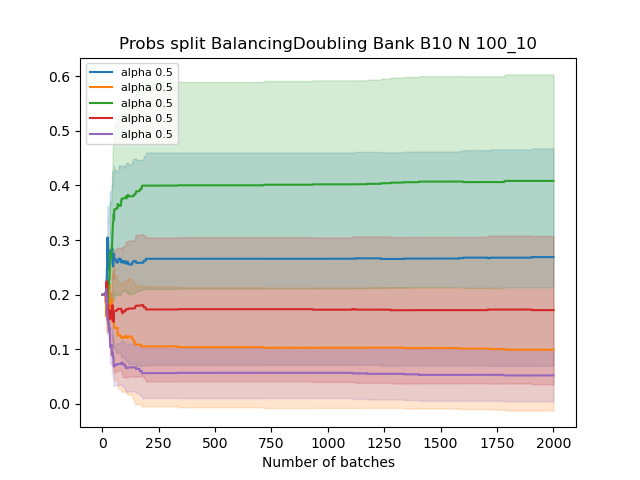 Probs split BalancingDoubling Bank B10 N 100_10
alpha 0.5
alpha 0.5
alpha 0.5
alpha 0.5
alpha 0.5
0.6
0.5
0.4
0.3
0.2
0.1
0.0
0 250 500 750 1000 1250 1500 1750 2000
Number of batches